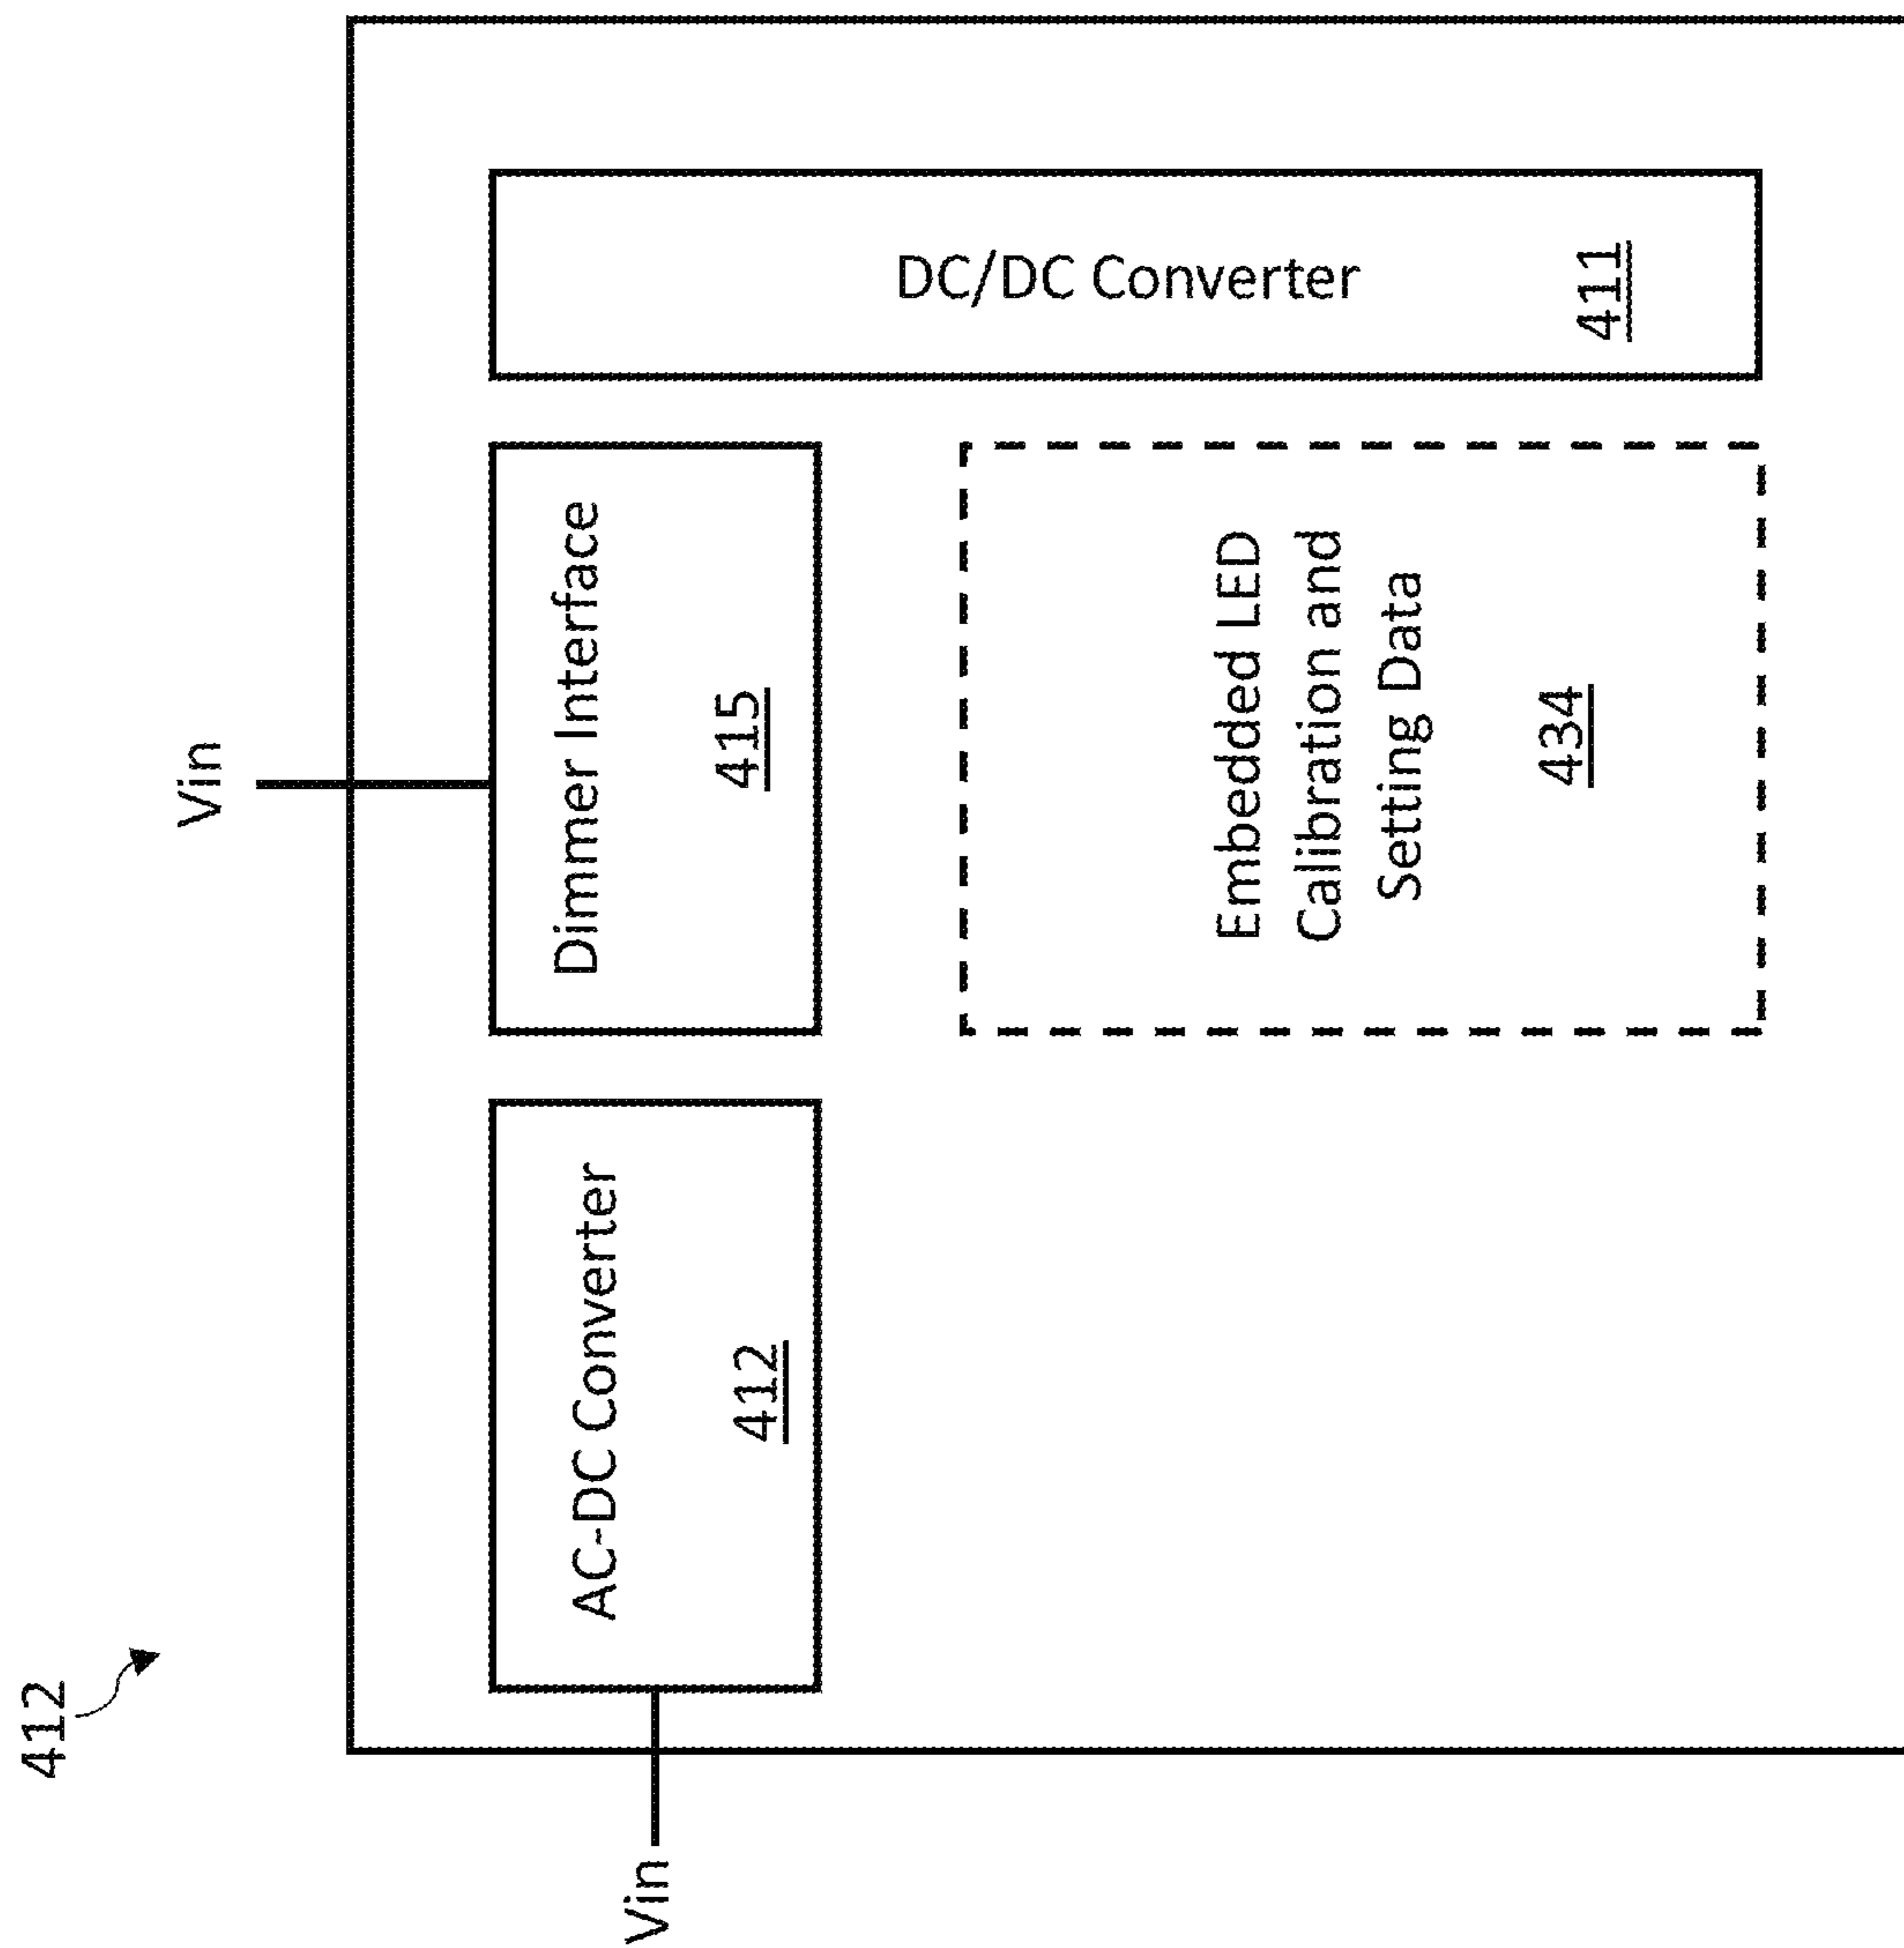 412
Vin
Vin
AC-DC Converter
412
Dimmer Interface
415
Embedded LED
Calibration and
Setting Data
434
DC/DC Converter
411